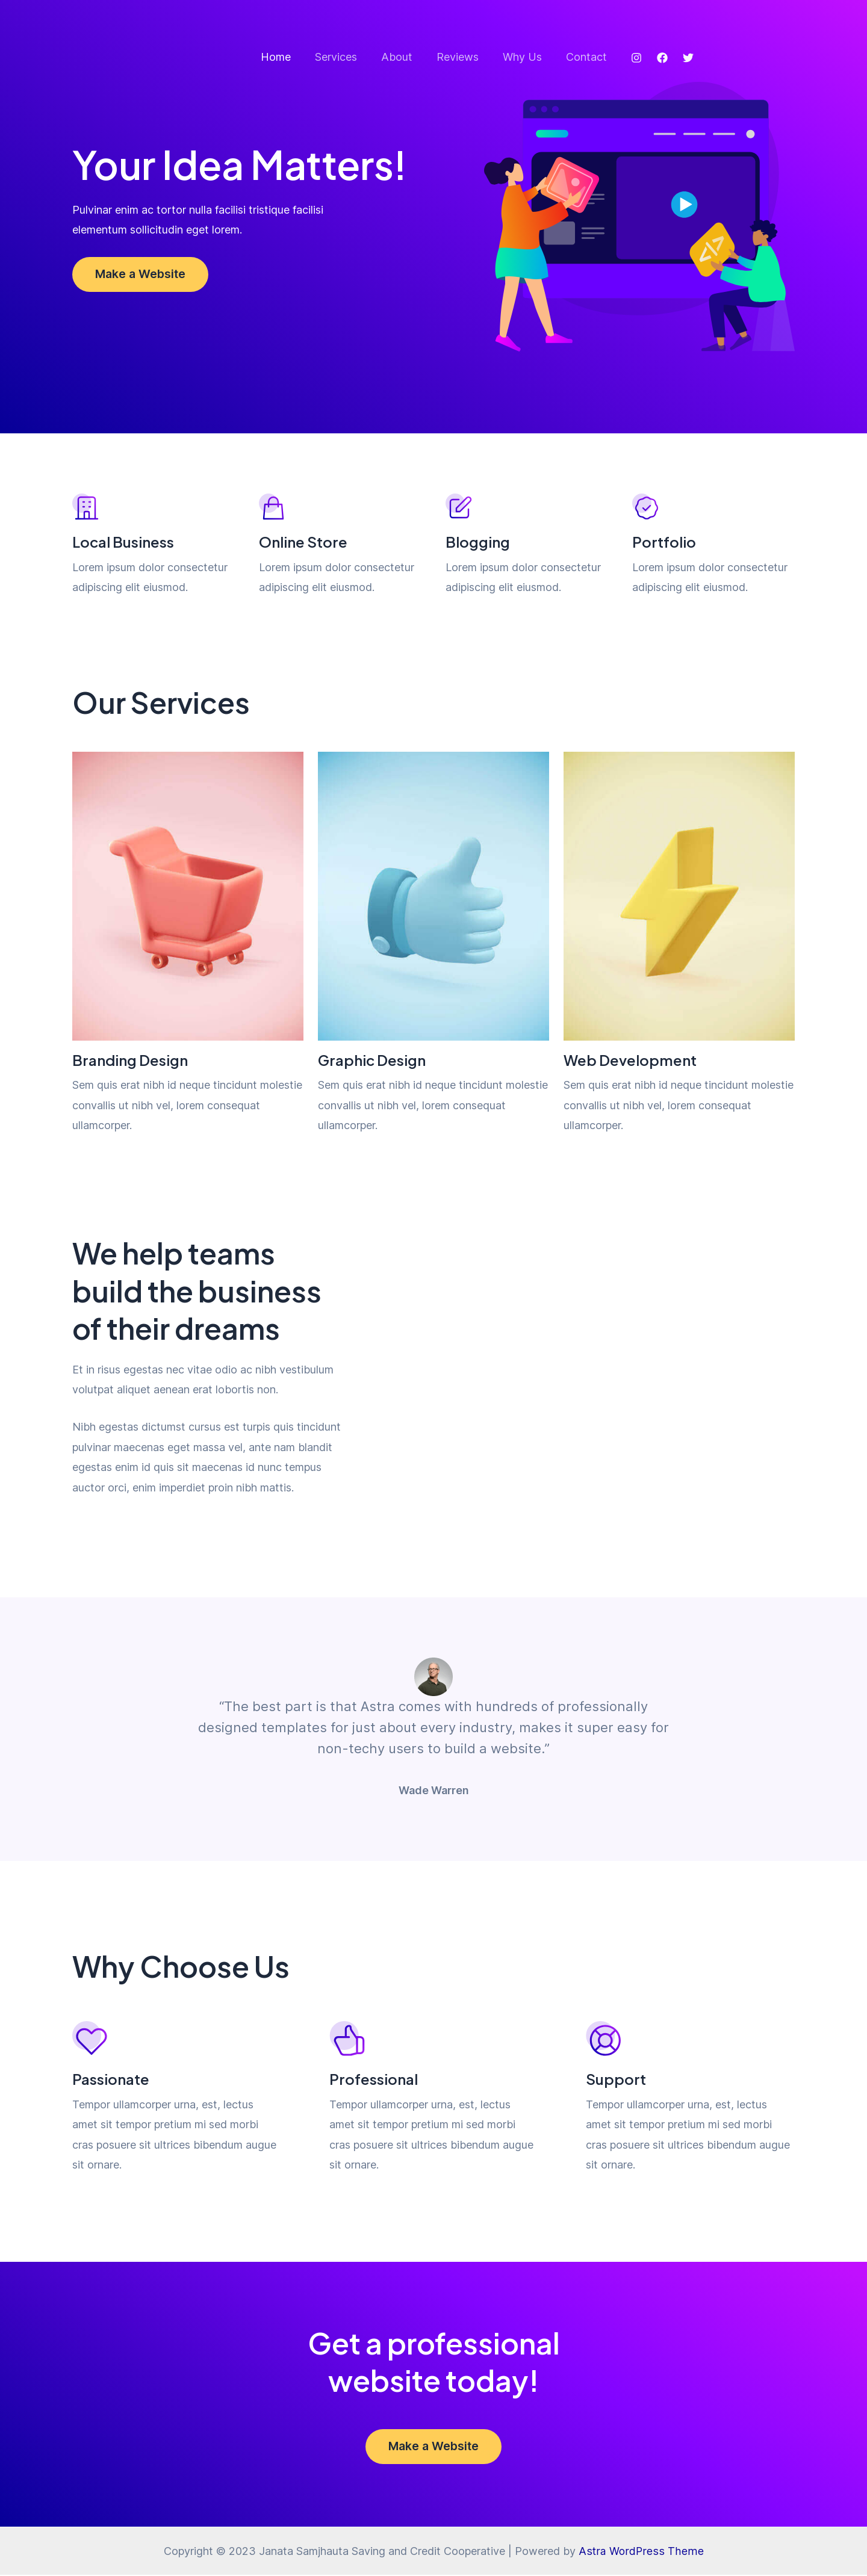 Home Services About Reviews Why Us Contact
Your Idea Matters!
Pulvinar enim ac tortor nulla facilisi tristique facilisi
elementum sollicitudin eget lorem.
Make a Website
Local Business
Lorem ipsum dolor consectetur
adipiscing elit eiusmod.
Online Store
Lorem ipsum dolor consectetur
adipiscing elit eiusmod.
Blogging
Lorem ipsum dolor consectetur
adipiscing elit eiusmod.
Portfolio
Lorem ipsum dolor consectetur
adipiscing elit eiusmod.
Our Services
Branding Design
Sem quis erat nibh id neque tincidunt molestie
convallis ut nibh vel, lorem consequat
ullamcorper.
Graphic Design
Sem quis erat nibh id neque tincidunt molestie
convallis ut nibh vel, lorem consequat
ullamcorper.
Web Development
Sem quis erat nibh id neque tincidunt molestie
convallis ut nibh vel, lorem consequat
ullamcorper.
We help teams
build the business
of their dreams
Et in risus egestas nec vitae odio ac nibh vestibulum
volutpat aliquet aenean erat lobortis non.
Nibh egestas dictumst cursus est turpis quis tincidunt
pulvinar maecenas eget massa vel, ante nam blandit
egestas enim id quis sit maecenas id nunc tempus
auctor orci, enim imperdiet proin nibh mattis.
“The best part is that Astra comes with hundreds of professionally
designed templates for just about every industry, makes it super easy for
non-techy users to build a website.”
Wade Warren
Why Choose Us
Passionate
Tempor ullamcorper urna, est, lectus
amet sit tempor pretium mi sed morbi
cras posuere sit ultrices bibendum augue
sit ornare.
Professional
Tempor ullamcorper urna, est, lectus
amet sit tempor pretium mi sed morbi
cras posuere sit ultrices bibendum augue
sit ornare.
Support
Tempor ullamcorper urna, est, lectus
amet sit tempor pretium mi sed morbi
cras posuere sit ultrices bibendum augue
sit ornare.
Get a professional
website today!
Make a Website
Copyright © 2023 Janata Samjhauta Saving and Credit Cooperative | Powered by Astra WordPress Theme